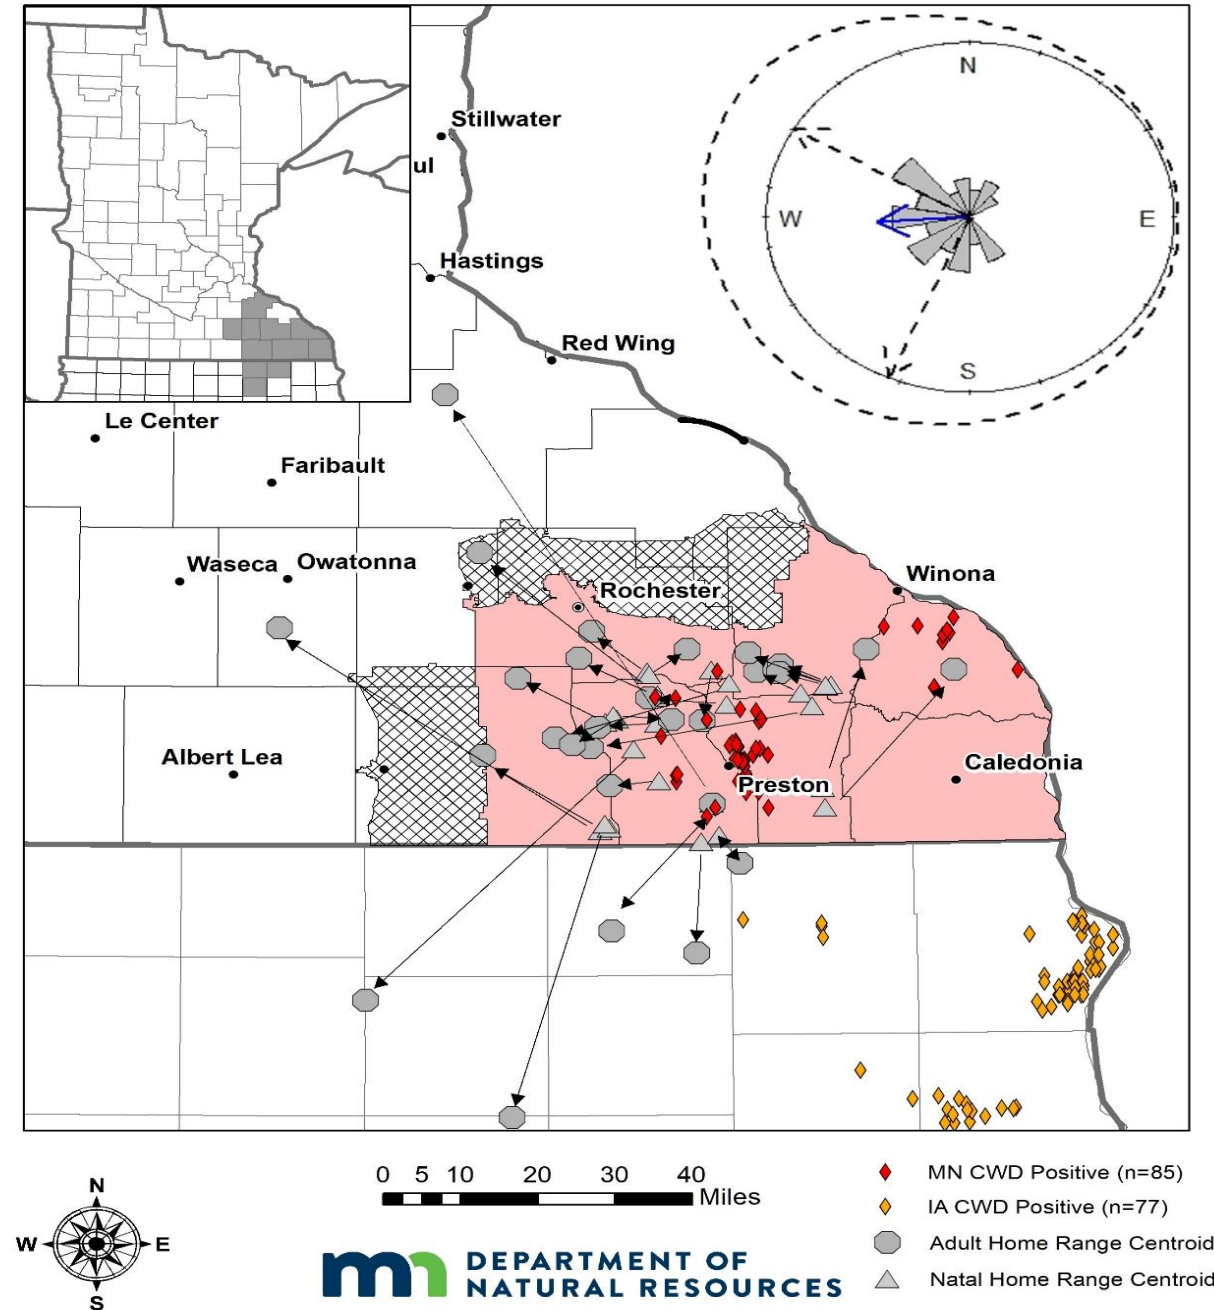 Stillwater
ul
Hastings
Red Wing
N
W
E
S
Le Center
Faribault
Waseca
Owatonna
Rochester
Winona
Albert Lea
Preston
Caledonia
0 5 10 20 30 40
Miles
N
W
E
S
MN CWD Positive (n=85)
IA CWD Positive (n=77)
Adult Home Range Centroid
Natal Home Range Centroid
mn DEPARTMENT OF
NATURAL RESOURCES